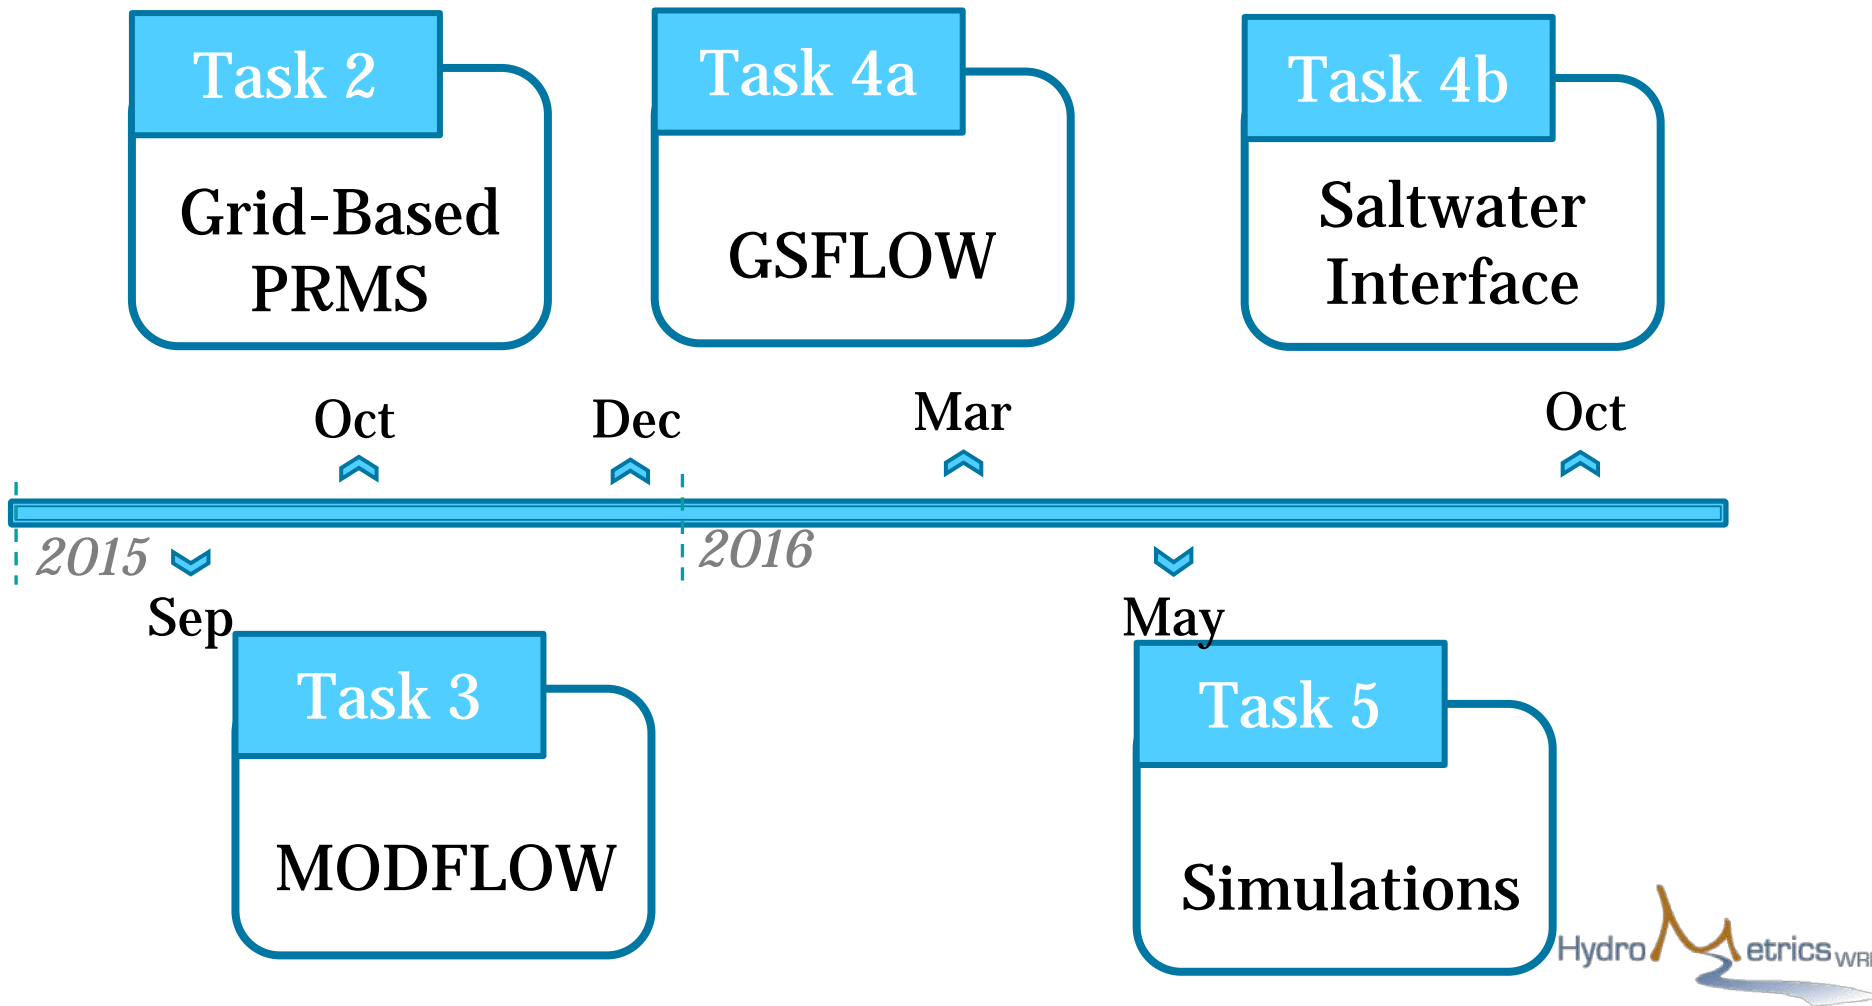 Task 2
Grid-Based
PRMS
Task 4a
GSFLOW
Task 4b
Saltwater
Interface
Oct
Dec
Mar
Oct
2015
2016
Sep
May
Task 3
MODFLOW
Task 5
Simulations
Hydro Metrics